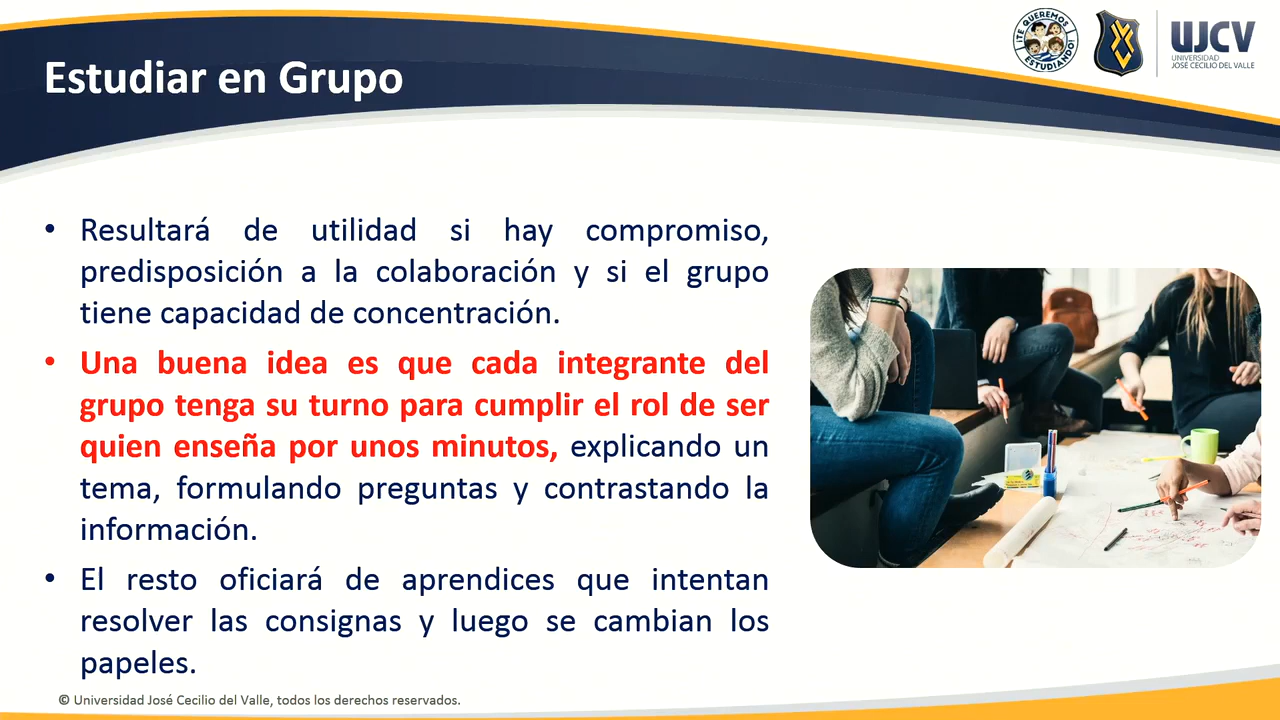 ¡TE QUEREMOS
ESTUDIANDO!
UJCV
UNIVERSIDAD
JOSÉ CECILIO DEL VALLE
Estudiar en Grupo
• Resultará de utilidad si hay compromiso,
predisposición a la colaboración y si el grupo
tiene capacidad de concentración.
• Una buena idea es que cada integrante del
grupo tenga su turno para cumplir el rol de ser
quien enseña por unos minutos, explicando un
tema, formulando preguntas y contrastando la
información.
• El resto oficiará de aprendices que intentan
resolver las consignas y luego se cambian los
papeles.
© Universidad José Cecilio del Valle, todos los derechos reservados.